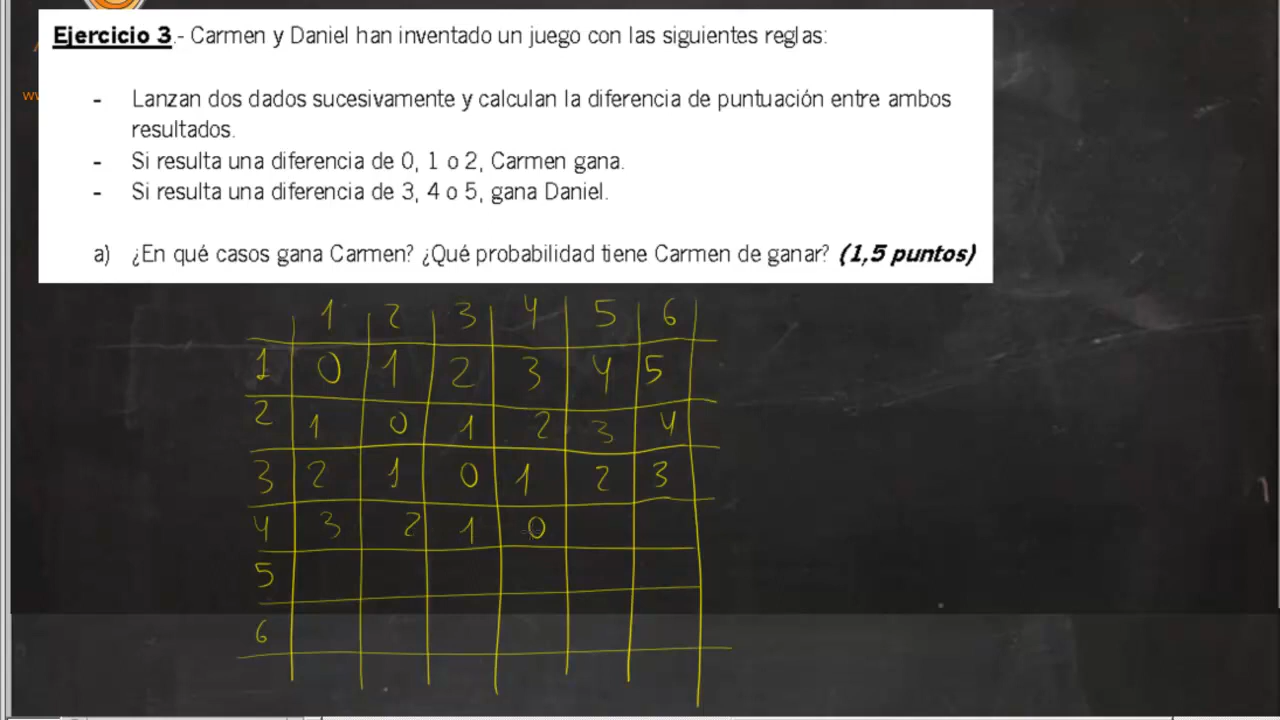 Ejercicio 3.- Carmen y Daniel han inventado un juego con las siguientes reglas:
- Lanzan dos dados sucesivamente y calculan la diferencia de puntuación entre ambos
resultados.
- Si resulta una diferencia de 0, 1 o 2, Carmen gana.
- Si resulta una diferencia de 3, 4 o 5, gana Daniel.
a) ¿En qué casos gana Carmen? ¿Qué probabilidad tiene Carmen de ganar? (1,5 puntos)
1 2 3 4 5 6
1 0 1 2 3 4 5
2 1 0 1 2 3 4
3 2 1 0 1 2 3
4 3 2 1 0
5
6